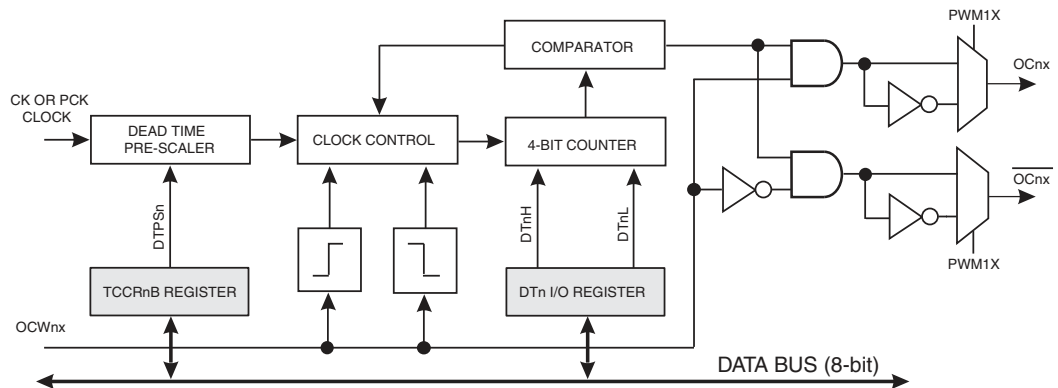 PWM1X
COMPARATOR
OCnx
CK OR PCK
CLOCK
DEAD TIME
PRE-SCALER
CLOCK CONTROL
4-BIT COUNTER
OCnx
DTPSn
DTnH
DTnL
PWM1X
TCCRnB REGISTER
DTn I/O REGISTER
OCWnx
DATA BUS (8-bit)